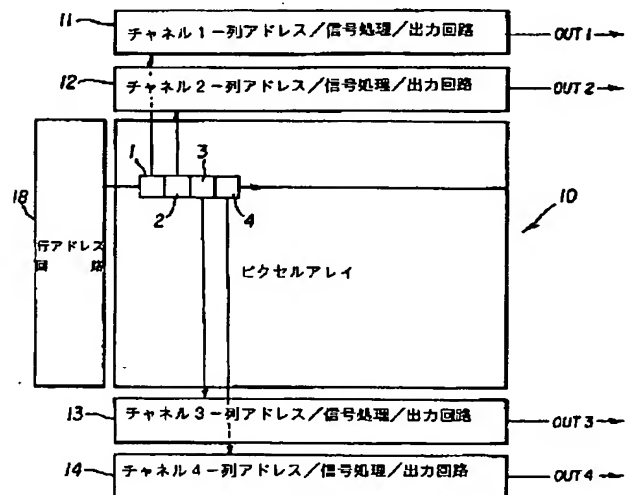 11
チャネル1-列アドレス/信号処理/出力回路
OUT 1
12
チャネル2-列アドレス/信号処理/出力回路
OUT 2
18
行アドレス
回路
1
2
3
4
10
ピクセルアレイ
13
チャネル3-列アドレス/信号処理/出力回路
OUT 3
14
チャネル4-列アドレス/信号処理/出力回路
OUT 4